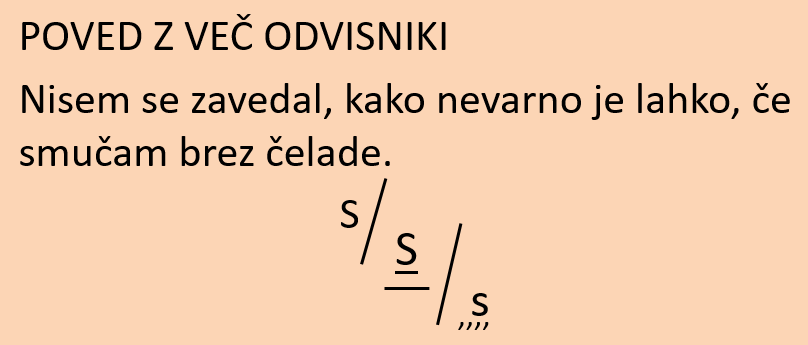 POVED Z VEČ ODVISNIKI
Nisem se zavedal, kako nevarno je lahko, če
smučam brez čelade.
S/
S/
s